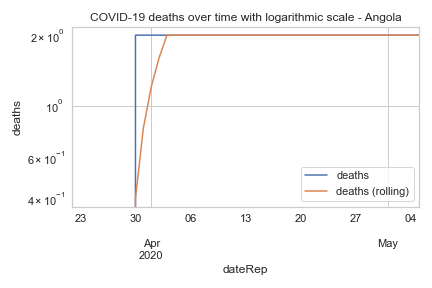 COVID-19 deaths over time with logarithmic scale - Angola
2 × 10⁰
10⁰
6 × 10⁻¹
4 × 10⁻¹
deaths
deaths
deaths (rolling)
23 30 06 13 20 27 04
Apr May
2020
dateRep